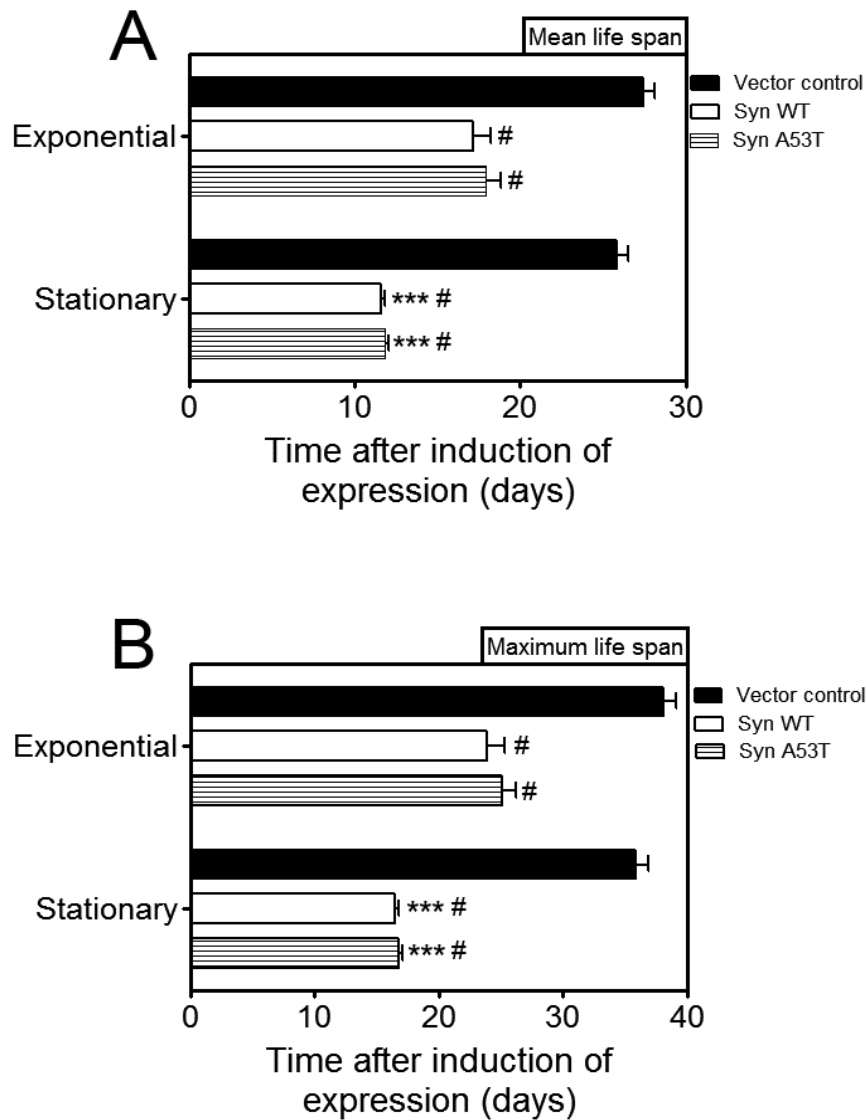 A
Mean life span
Vector control
Syn WT
Syn A53T
Exponential
#
#
Stationary
*** #
*** #
0 10 20 30
Time after induction of
expression (days)
B
Maximum life span
Vector control
Syn WT
Syn A53T
Exponential
#
#
Stationary
*** #
*** #
0 10 20 30 40
Time after induction of
expression (days)